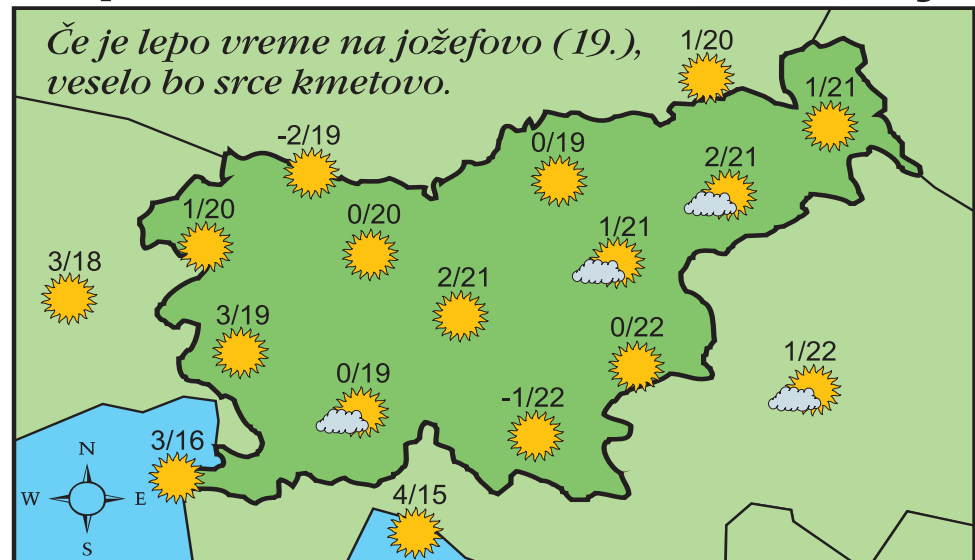 Če je lepo vreme na jožefovo (19.),
veselo bo srce kmetovo.
1/20
1/21
-2/19
0/19
2/21
1/20
0/20
1/21
3/18
2/21
3/19
0/22
1/22
0/19
-1/22
3/16
N
W
E
S
4/15